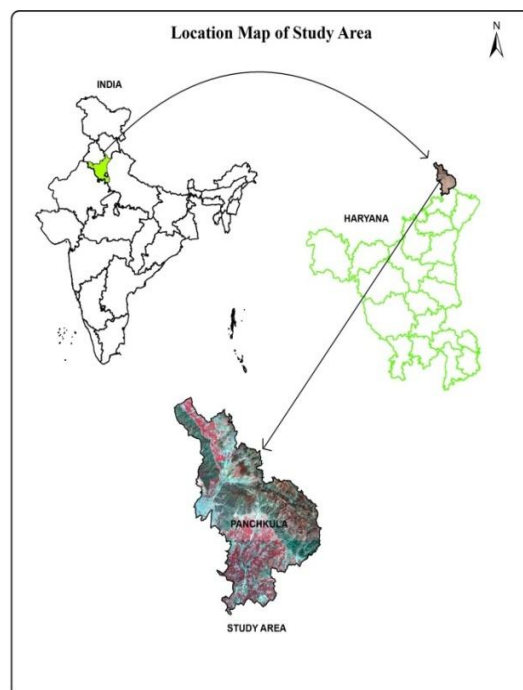 Location Map of Study Area
N
INDIA
HARYANA
PANCHKULA
STUDY AREA